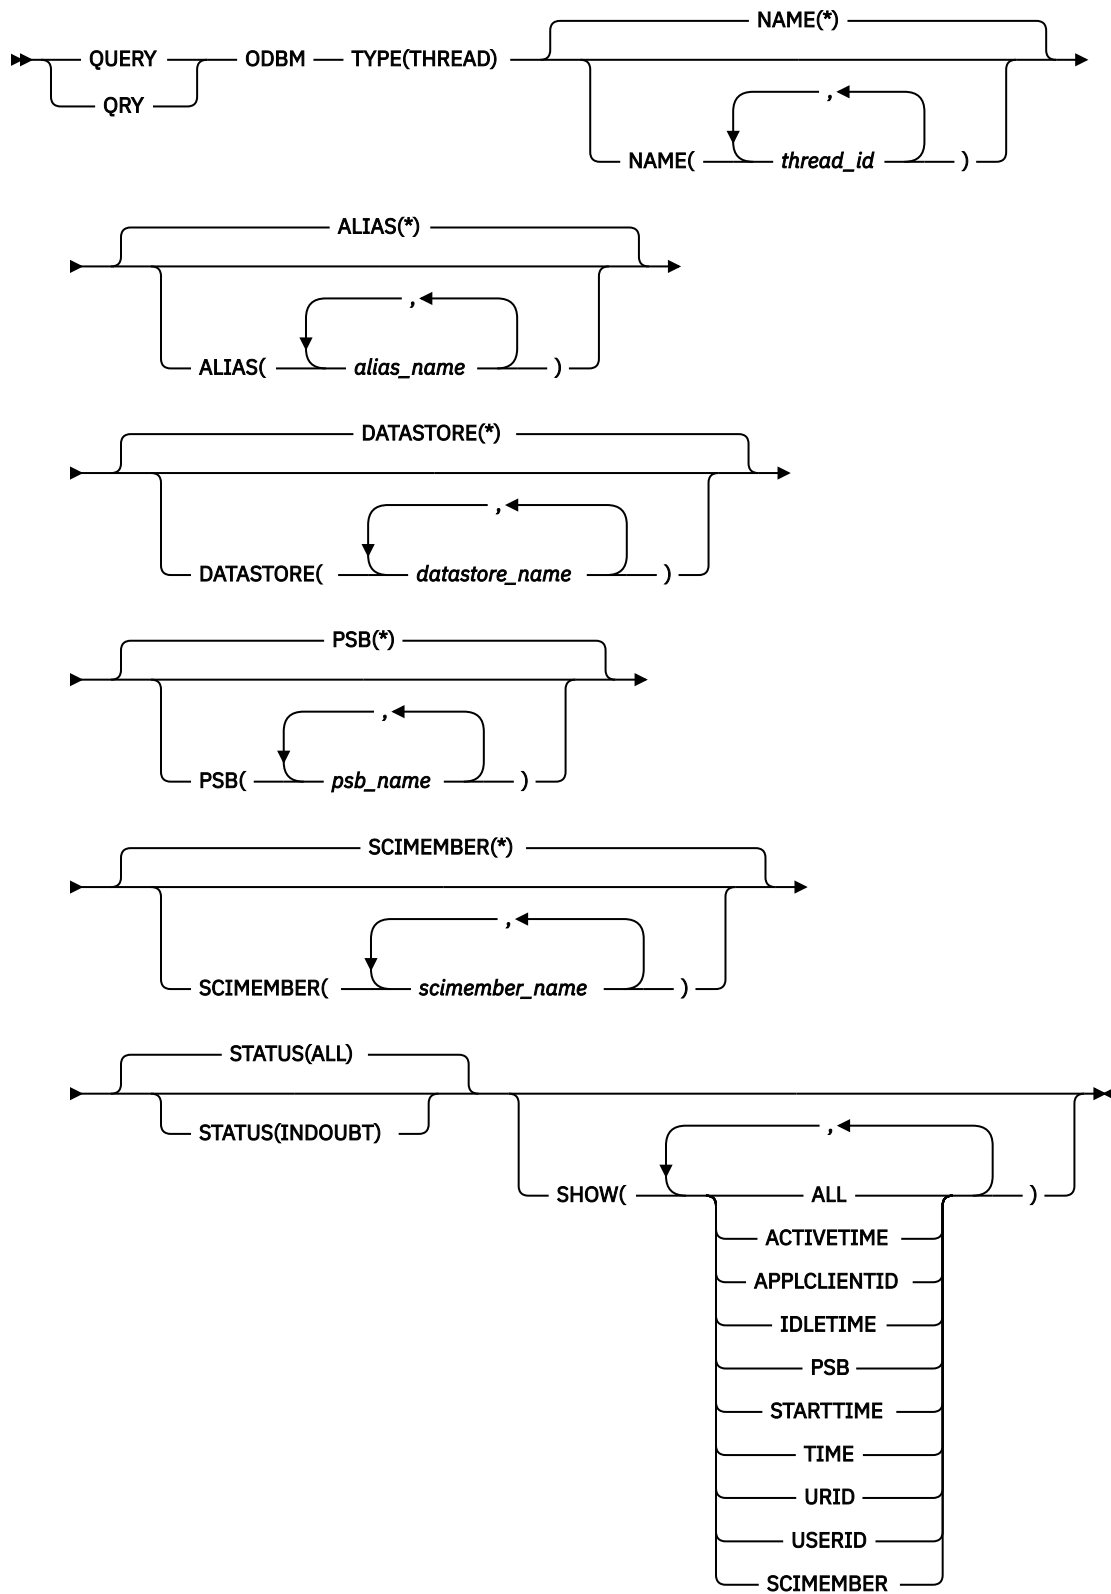 NAME(*)
QUERY ODBM TYPE(THREAD)
QRY
,
NAME( thread_id )
ALIAS(*)
,
ALIAS( alias_name )
DATASTORE(*)
,
DATASTORE( datastore_name )
PSB(*)
,
PSB( psb_name )
SCIMEMBER(*)
,
SCIMEMBER( scimember_name )
STATUS(ALL)
STATUS(INDOUBT)
,
SHOW( ALL )
ACTIVETIME
APPLCLIENTID
IDLETIME
PSB
STARTTIME
TIME
URID
USERID
SCIMEMBER